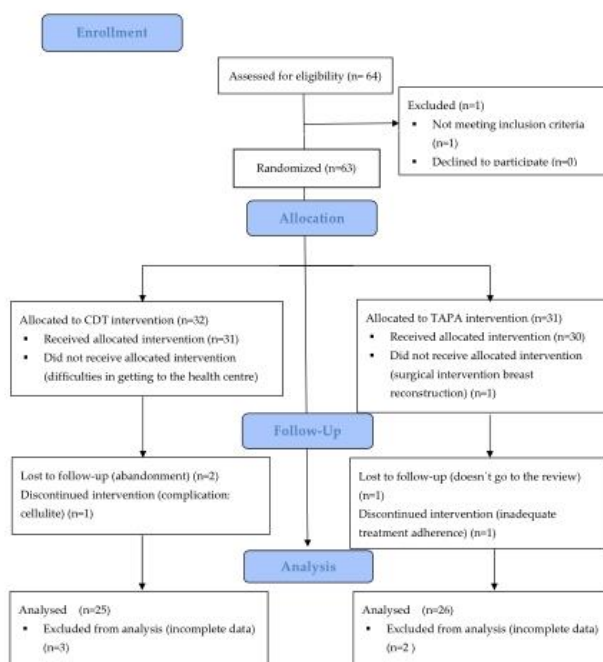 Enrollment
Assessed for eligibility (n= 64)
Excluded (n=1)
▪ Not meeting inclusion criteria
(n=1)
▪ Declined to participate (n=0)
Randomized (n=63)
Allocation
Allocated to CDT intervention (n=32)
▪ Received allocated intervention (n=31)
▪ Did not receive allocated intervention
(difficulties in getting to the health centre)
Allocated to TAPA intervention (n=31)
▪ Received allocated intervention (n=30)
▪ Did not receive allocated intervention
(surgical intervention breast
reconstruction) (n=1)
Follow-Up
Lost to follow-up (abandonment) (n=2)
Discontinued intervention (complication:
cellulite) (n=1)
Lost to follow-up (doesn´t go to the review)
(n=1)
Discontinued intervention (inadequate
treatment adherence) (n=1)
Analysis
Analysed (n=25)
▪ Excluded from analysis (incomplete data)
(n=3)
Analysed (n=26)
▪ Excluded from analysis (incomplete data)
(n=2 )